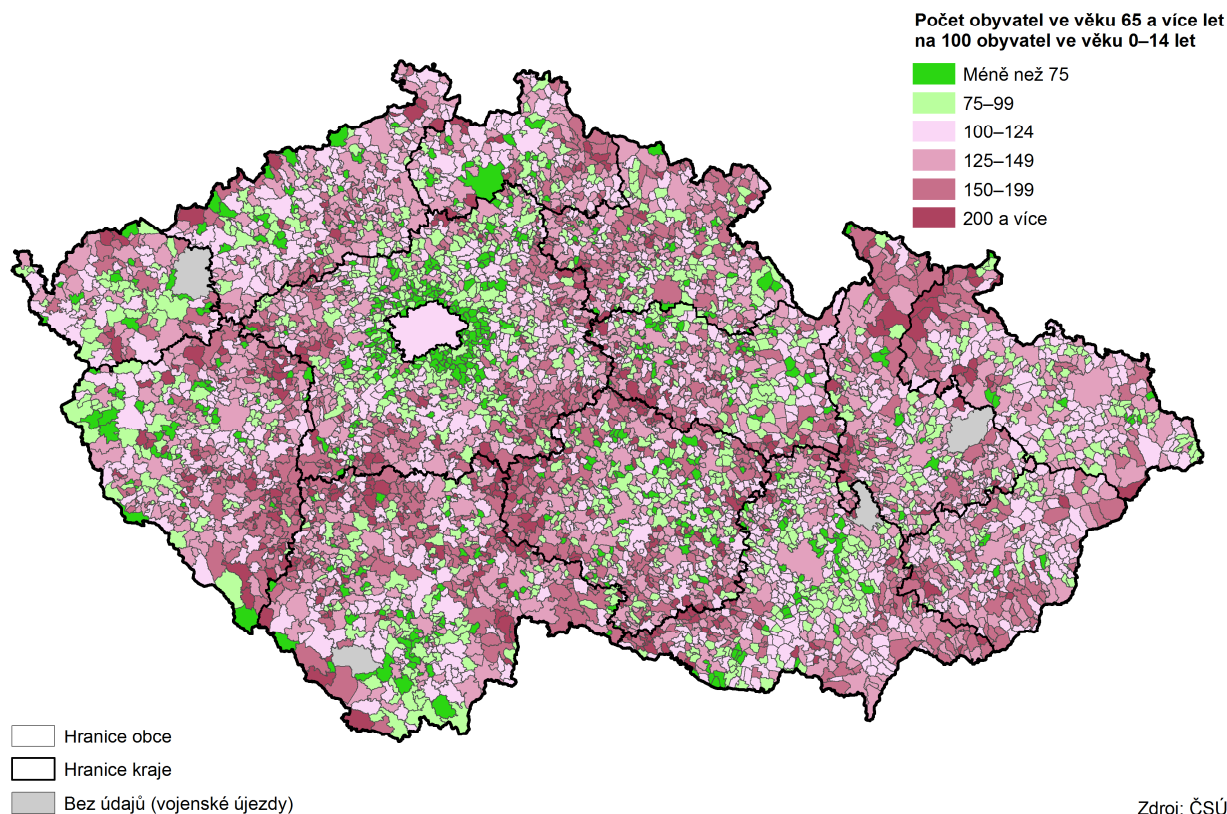 Počet obyvatel ve věku 65 a více let
na 100 obyvatel ve věku 0–14 let
Méně než 75
75–99
100–124
125–149
150–199
200 a více
Hranice obce
Hranice kraje
Bez údajů (vojenské újezdy)
Zdroj: ČSÚ